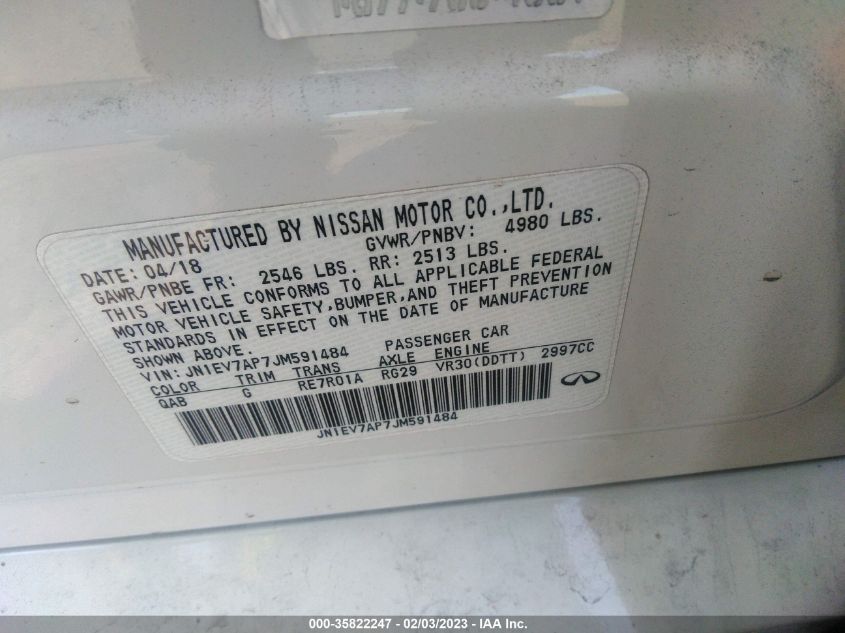 MANUFACTURED BY NISSAN MOTOR CO.,LTD.
DATE: 04/18 GVWR/PNBV: 4980 LBS.
GAWR/PNBE FR: 2546 LBS. RR: 2513 LBS.
THIS VEHICLE CONFORMS TO ALL APPLICABLE FEDERAL
MOTOR VEHICLE SAFETY,BUMPER,AND THEFT PREVENTION
STANDARDS IN EFFECT ON THE DATE OF MANUFACTURE
SHOWN ABOVE.
VIN: JN1EV7AP7JM591484 PASSENGER CAR
COLOR TRIM TRANS AXLE ENGINE
QAB G RE7R01A RG29 VR30(DDTT) 2997CC
JN1EV7AP7JM591484
000-35822247 - 02/03/2023 - IAA Inc.